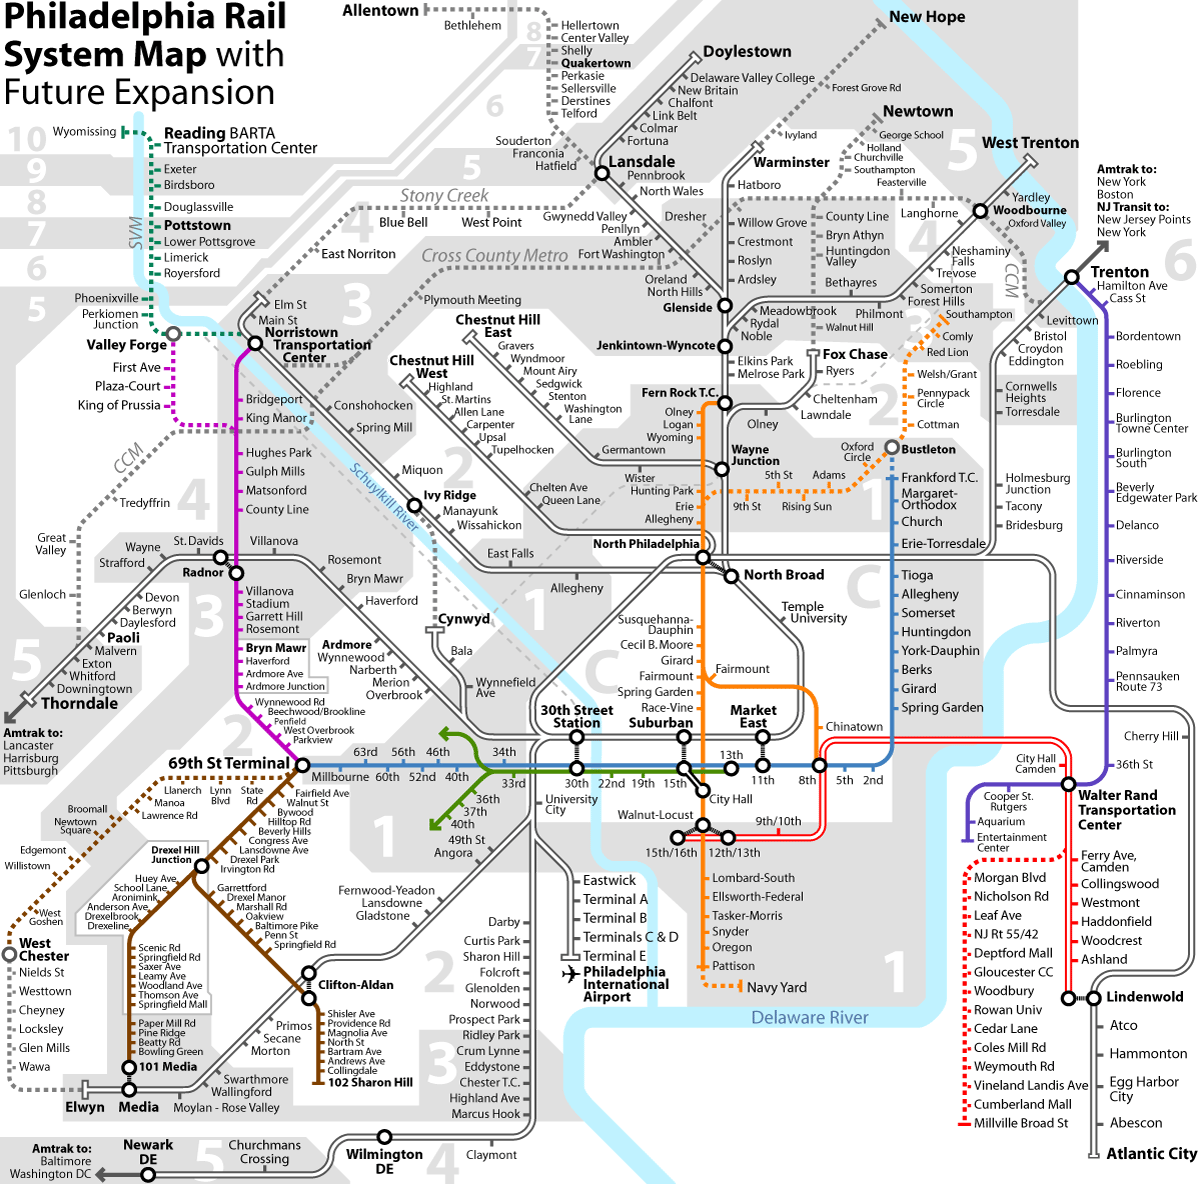 Philadelphia Rail
System Map with
Future Expansion
Allentown
Bethlehem
8
7
6
5
Hellertown
Center Valley
Shelly
Quakertown
Perkasie
Sellersville
Derstines
Telford
Souderton
Franconia
Hatfield
Doylestown
Delaware Valley College
New Britain
Chalfont
Link Belt
Colmar
Fortuna
Lansdale
Pennbrook
North Wales
Gwynedd Valley
Penllyn
Ambler
Fort Washington
Oreland
North Hills
New Hope
Forest Grove Rd
Ivyland
Warminster
Hatboro
Dresher
Willow Grove
Crestmont
Roslyn
Ardsley
Glenside
Jenkintown-Wyncote
Newtown
George School
Holland
Churchville
Southampton
Feasterville
County Line
Bryn Athyn
Huntingdon
Valley
Walnut Hill
5
4
3
2
West Trenton
Yardley
Woodbourne
Oxford Valley
Langhorne
Neshaminy
Falls
Trevose
Somerton
Forest Hills
Philmont
Bethayres
Meadowbrook
Rydal
Noble
CCM
Amtrak to:
New York
Boston
NJ Transit to:
New Jersey Points
New York
6
Trenton
Hamilton Ave
Cass St
Bordentown
Roebling
Florence
Burlington
Towne Center
Burlington
South
Beverly
Edgewater Park
Delanco
Riverside
Cinnaminson
Riverton
Palmyra
Pennsauken
Route 73
36th St
Cherry Hill
Levittown
Bristol
Croydon
Eddington
Cornwells
Heights
Torresdale
Holmesburg
Junction
Tacony
Bridesburg
10
9
8
7
6
5
Wyomissing
Reading BARTA
Transportation Center
Exeter
Birdsboro
Douglassville
Pottstown
Lower Pottsgrove
Limerick
Royersford
SVM
Phoenixville
Perkiomen
Junction
Valley Forge
First Ave
Plaza-Court
King of Prussia
Stony Creek
4
Blue Bell
West Point
East Norriton
Cross County Metro
3
Plymouth Meeting
Elm St
Main St
Norristown
Transportation
Center
Bridgeport
King Manor
Hughes Park
Gulph Mills
Matsonford
County Line
CCM
4
Tredyffrin
Great
Valley
Glenloch
Conshohocken
Spring Mill
Miquon
Ivy Ridge
Manayunk
Wissahickon
East Falls
Allegheny
Schuylkill River
2
1
Chestnut Hill
East
Gravers
Wyndmoor
Mount Airy
Sedgwick
Stenton
Washington
Lane
Germantown
Wister
Chestnut Hill
West
Highland
St. Martins
Allen Lane
Carpenter
Upsal
Tupelhocken
Chelten Ave
Queen Lane
Fern Rock T.C.
Elkins Park
Melrose Park
Fox Chase
Ryers
Cheltenham
Lawndale
Olney
Wayne
Junction
Olney
Logan
Wyoming
Hunting Park
Erie
Allegheny
North Philadelphia
North Broad
Temple
University
5th St
Adams
9th St
Rising Sun
Oxford
Circle
Southampton
Comly
Red Lion
Welsh/Grant
Pennypack
Circle
Cottman
Bustleton
1
C
C
Frankford T.C.
Margaret-
Orthodox
Church
Erie-Torresdale
Tioga
Allegheny
Somerset
Huntingdon
York-Dauphin
Berks
Girard
Spring Garden
Susquehanna-
Dauphin
Cecil B. Moore
Girard
Fairmount
Spring Garden
Race-Vine
Fairmount
Chinatown
Wayne
Strafford
St. Davids
Villanova
Radnor
Rosemont
Bryn Mawr
Haverford
Ardmore
Wynnewood
Narberth
Merion
Overbrook
Devon
Berwyn
Daylesford
Paoli
Malvern
Exton
Whitford
Downingtown
Thorndale
5
3
2
Amtrak to:
Lancaster
Harrisburg
Pittsburgh
Villanova
Stadium
Garrett Hill
Rosemont
Bryn Mawr
Haverford
Ardmore Ave
Ardmore Junction
Wynnewood Rd
Beechwood/Brookline
Penfield
West Overbrook
Parkview
69th St Terminal
Cynwyd
Bala
Wynnefield
Ave
30th Street
Station
Suburban
Market
East
63rd
56th
46th
34th
13th
Millbourne
60th
52nd
40th
33rd
30th
22nd
19th
15th
11th
8th
5th
2nd
36th
37th
40th
City Hall
Walnut-Locust
9th/10th
15th/16th
12th/13th
University
City
49th St
Angora
Fernwood-Yeadon
Lansdowne
Gladstone
1
Llanerch
Lynn
Blvd
State
Rd
Manoa
Lawrence Rd
Broomall
Newtown
Square
Edgemont
Willistown
West
Goshen
West
Chester
Nields St
Westtown
Cheyney
Locksley
Glen Mills
Wawa
Elwyn
Media
Fairfield Ave
Walnut St
Bywood
Hilltop Rd
Beverly Hills
Congress Ave
Lansdowne Ave
Drexel Park
Irvington Rd
Drexel Hill
Junction
Huey Ave
School Lane
Aronimink
Anderson Ave
Drexelbrook
Drexeline
Scenic Rd
Springfield Rd
Saxer Ave
Leamy Ave
Woodland Ave
Thomson Ave
Springfield Mall
Paper Mill Rd
Pine Ridge
Beatty Rd
Bowling Green
101 Media
Garrettford
Drexel Manor
Marshall Rd
Oakview
Baltimore Pike
Penn St
Springfield Rd
Clifton-Aldan
Shisler Ave
Providence Rd
Magnolia Ave
North St
Bartram Ave
Andrews Ave
Collingdale
102 Sharon Hill
Primos
Secane
Morton
Swarthmore
Wallingford
Moylan - Rose Valley
Darby
Curtis Park
Sharon Hill
Folcroft
Glenolden
Norwood
Prospect Park
Ridley Park
Crum Lynne
Eddystone
Chester T.C.
Highland Ave
Marcus Hook
2
3
4
5
Eastwick
Terminal A
Terminal B
Terminals C & D
Terminal E
Philadelphia
International
Airport
Lombard-South
Ellsworth-Federal
Tasker-Morris
Snyder
Oregon
Pattison
Navy Yard
1
Delaware River
City Hall
Camden
Cooper St.
Rutgers
Aquarium
Entertainment
Center
Walter Rand
Transportation
Center
Ferry Ave,
Camden
Collingswood
Westmont
Haddonfield
Woodcrest
Ashland
Lindenwold
Atco
Hammonton
Egg Harbor
City
Abescon
Atlantic City
Morgan Blvd
Nicholson Rd
Leaf Ave
NJ Rt 55/42
Deptford Mall
Gloucester CC
Woodbury
Rowan Univ
Cedar Lane
Coles Mill Rd
Weymouth Rd
Vineland Landis Ave
Cumberland Mall
Millville Broad St
Amtrak to:
Baltimore
Washington DC
Newark
DE
Churchmans
Crossing
Wilmington
DE
Claymont